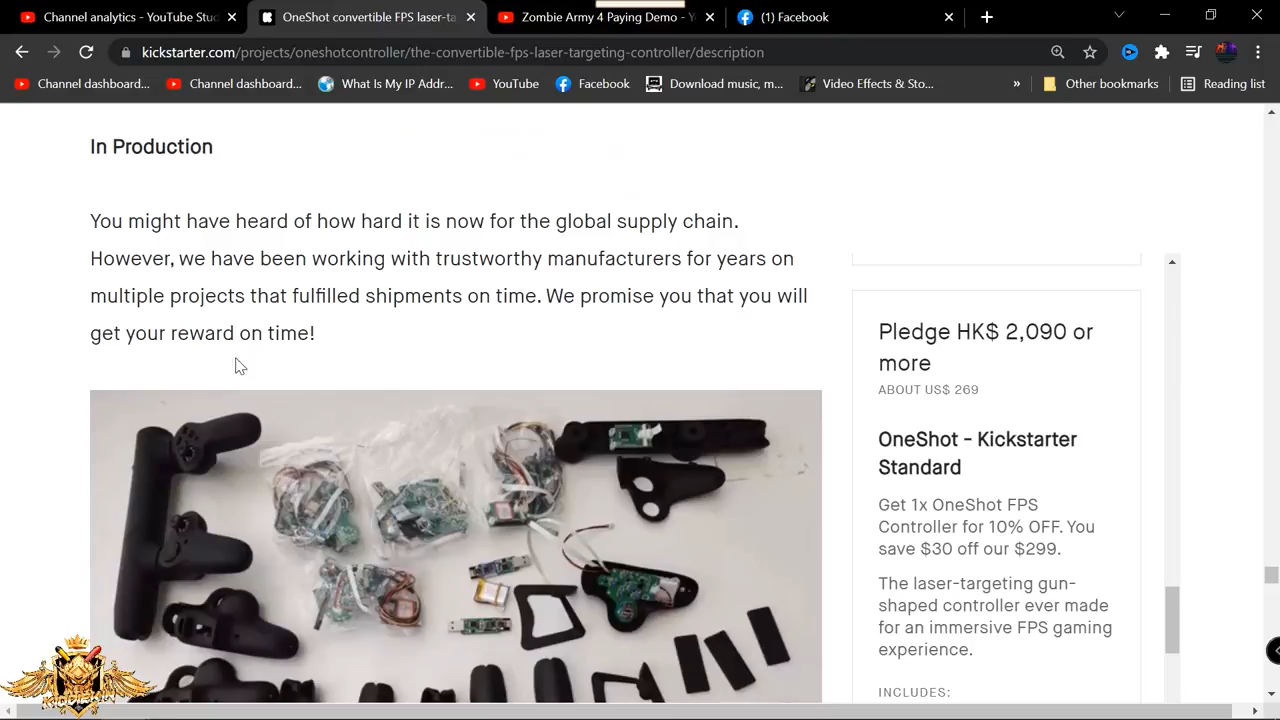 Channel analytics - YouTube Stu
OneShot convertible FPS laser-ta
Zombie Army 4 Paying Demo - Y
(1) Facebook
kickstarter.com/projects/oneshotcontroller/the-convertible-fps-laser-targeting-controller/description
Channel dashboard...
Channel dashboard...
What Is My IP Addr...
YouTube
Facebook
Download music, m...
Video Effects & Sto...
»
Other bookmarks
Reading list
In Production
You might have heard of how hard it is now for the global supply chain.
However, we have been working with trustworthy manufacturers for years on
multiple projects that fulfilled shipments on time. We promise you that you will
get your reward on time!
Pledge HK$ 2,090 or
more
ABOUT US$ 269
OneShot - Kickstarter
Standard
Get 1x OneShot FPS
Controller for 10% OFF. You
save $30 off our $299.
The laser-targeting gun-
shaped controller ever made
for an immersive FPS gaming
experience.
INCLUDES: